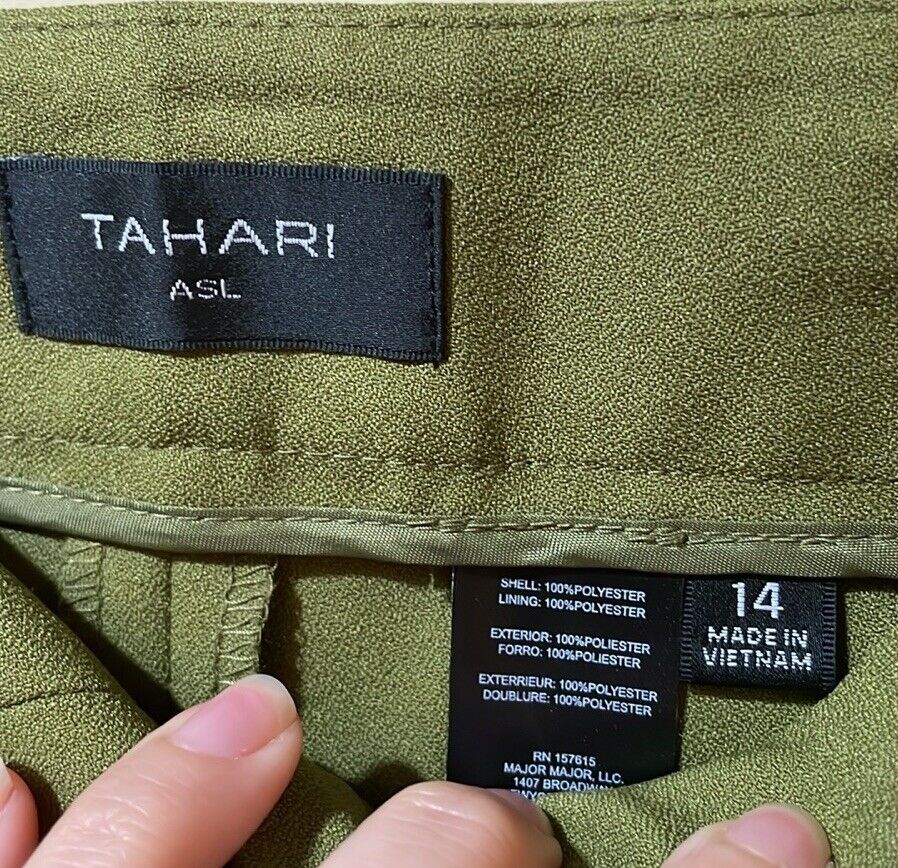 TAHARI
ASL
SHELL: 100%POLYESTER
LINING: 100%POLYESTER
EXTERIOR: 100%POLIESTER
FORRO: 100%POLIESTER
EXTERRIEUR: 100%POLYESTER
DOUBLURE: 100%POLYESTER
RN 157615
MAJOR MAJOR, LLC.
1407 BROADWAY
14
MADE IN
VIETNAM